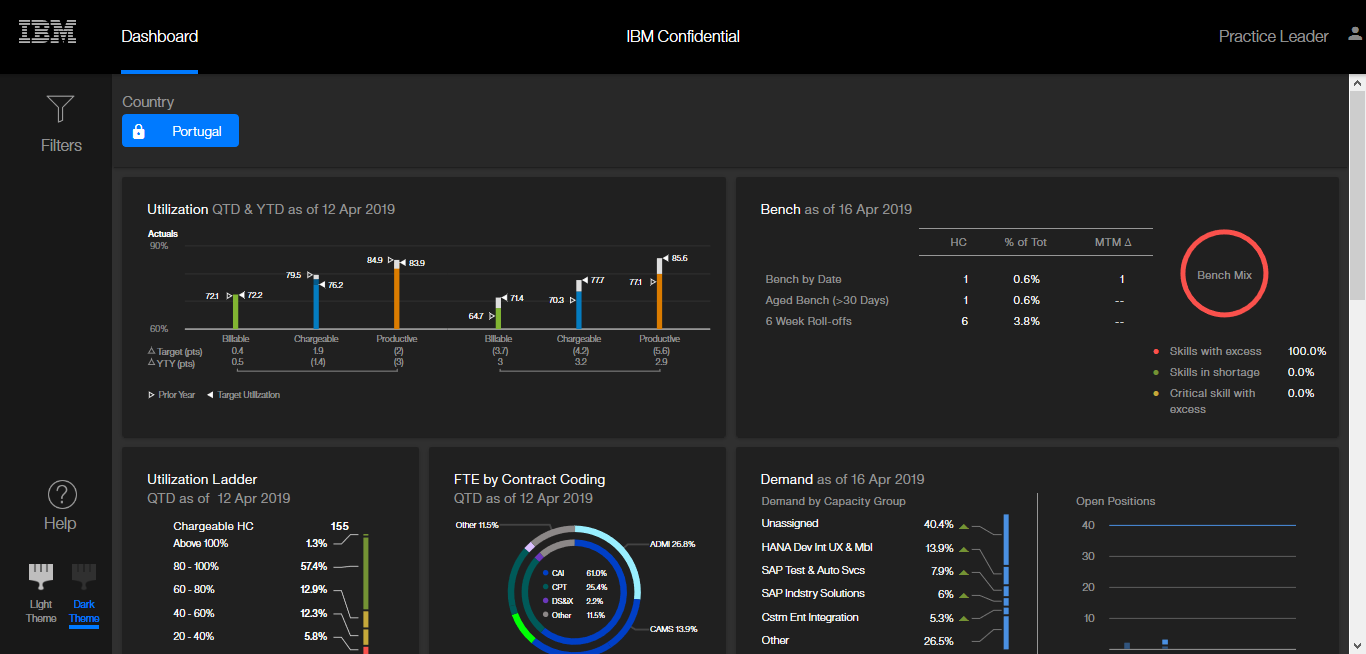 IBM
Dashboard
IBM Confidential
Practice Leader
Filters
Country
Portugal
Utilization QTD & YTD as of 12 Apr 2019
Actuals
90%
60%
72.1 72.2
79.5 76.2
84.9 83.9
64.7 71.4
70.3 77.7
77.1 85.6
Billable Chargeable Productive Billable Chargeable Productive
Δ Target (pts) 0.4 1.9 (2) (3.7) (4.2) (5.6)
Δ YTY (pts) 0.5 (1.4) (3) 3 3.2 2.9
Prior Year Target Utilization
Bench as of 16 Apr 2019
HC % of Tot MTM Δ
Bench by Date 1 0.6% 1
Aged Bench (>30 Days) 1 0.6% --
6 Week Roll-offs 6 3.8% --
Bench Mix
Skills with excess 100.0%
Skills in shortage 0.0%
Critical skill with 0.0%
excess
Utilization Ladder
QTD as of 12 Apr 2019
Chargeable HC 155
Above 100% 1.3%
80 - 100% 57.4%
60 - 80% 12.9%
40 - 60% 12.3%
20 - 40% 5.8%
FTE by Contract Coding
QTD as of 12 Apr 2019
Other 11.5%
ADMI 25.8%
CAMS 13.9%
CAI 61.0%
CPT 25.4%
DS&X 2.2%
Other 11.5%
Demand as of 16 Apr 2019
Demand by Capacity Group
Unassigned 40.4%
HANA Dev Int UX & Mbl 13.9%
SAP Test & Auto Svcs 7.9%
SAP Indstry Solutions 6%
Cstm Ent Integration 5.3%
Other 26.5%
Open Positions
40
30
20
10
?
Help
Light
Theme
Dark
Theme